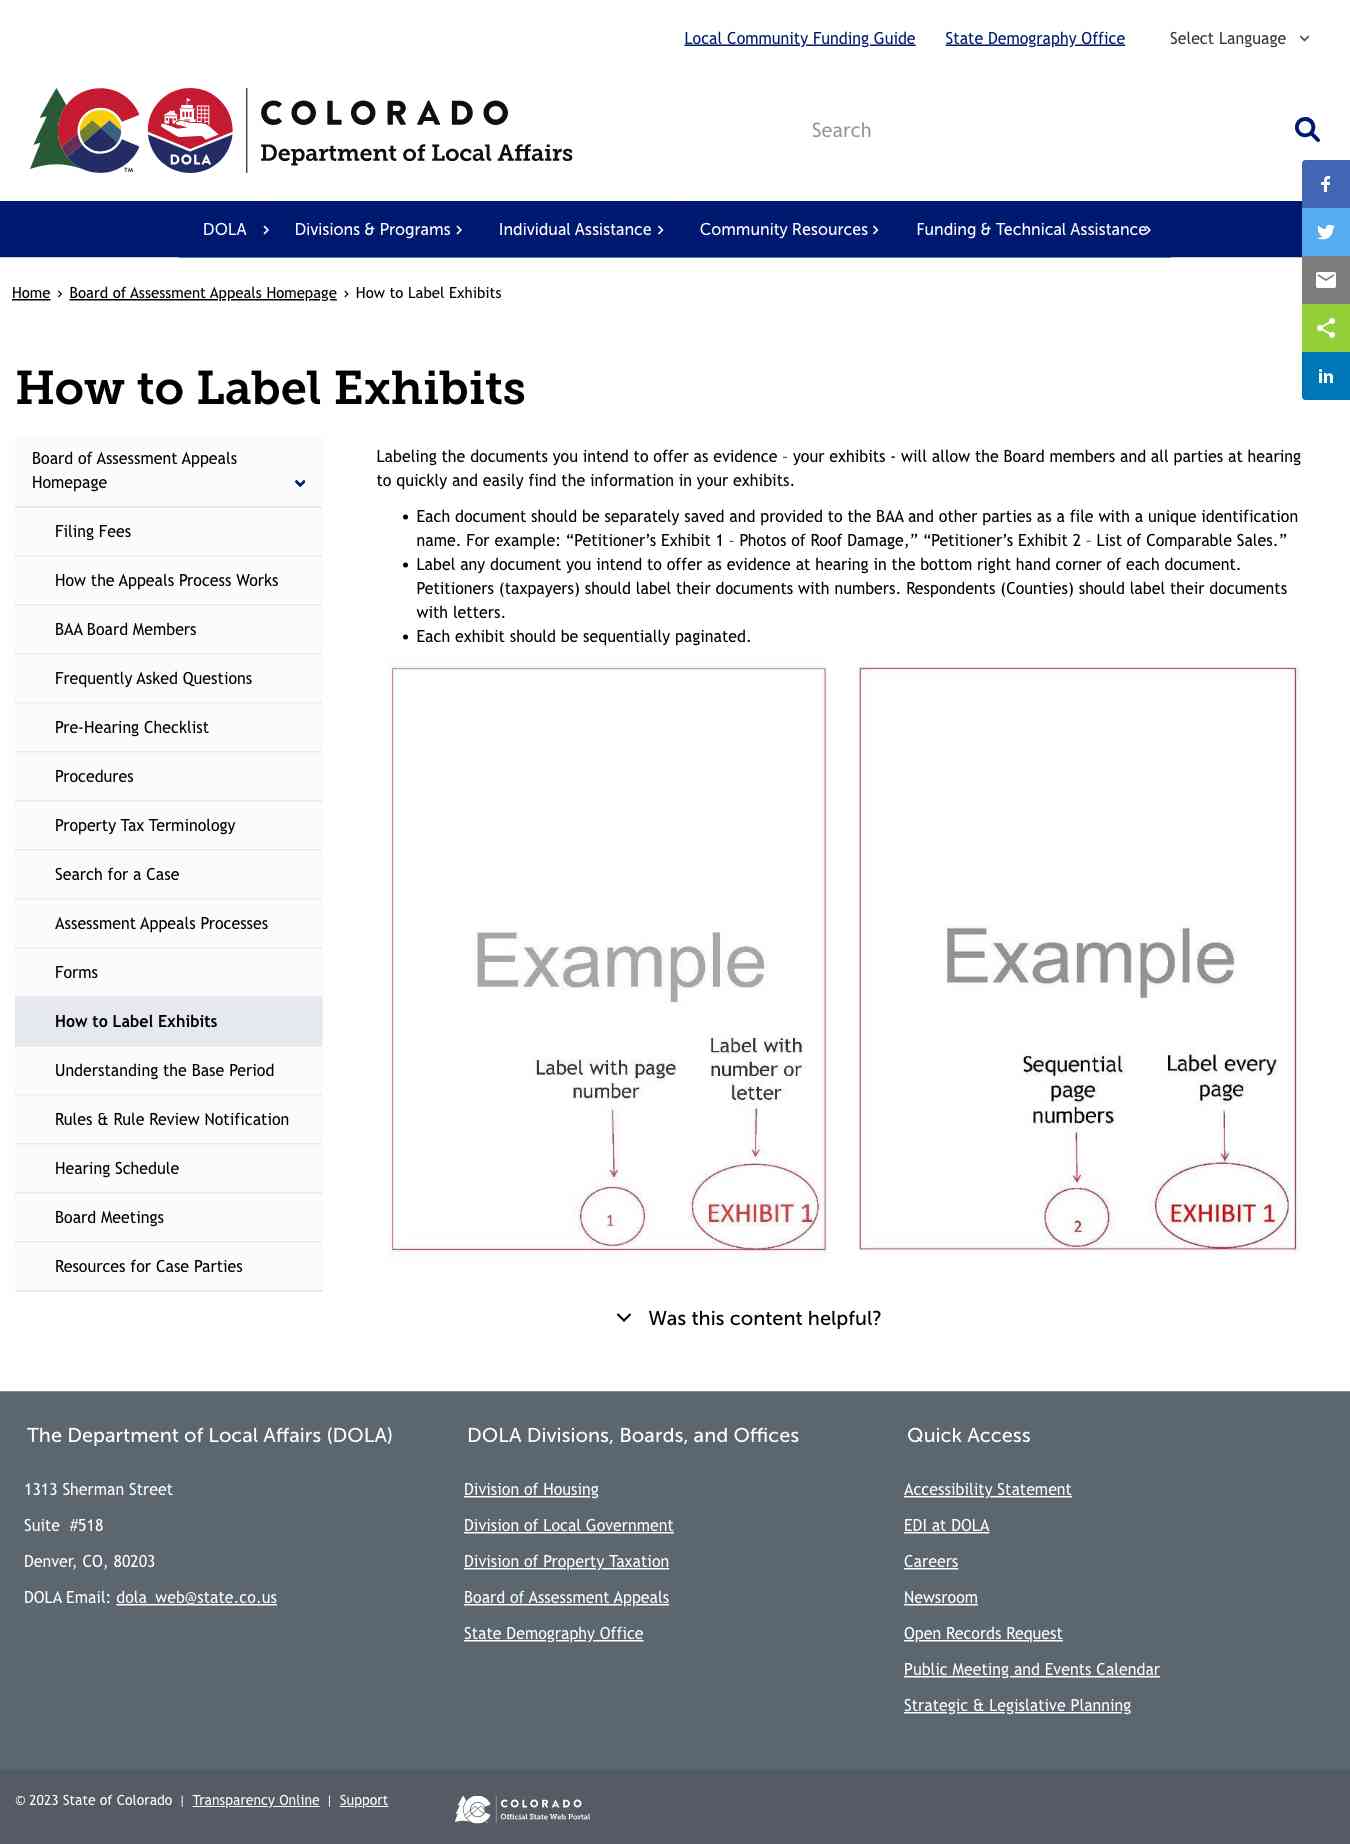 Local Community Funding Guide State Demography Office Select Language
COLORADO
Department of Local Affairs
DOLA
TM
Search
DOLA Divisions & Programs Individual Assistance Community Resources Funding & Technical Assistance
Home › Board of Assessment Appeals Homepage › How to Label Exhibits
How to Label Exhibits
Board of Assessment Appeals
Homepage
Filing Fees
How the Appeals Process Works
BAA Board Members
Frequently Asked Questions
Pre-Hearing Checklist
Procedures
Property Tax Terminology
Search for a Case
Assessment Appeals Processes
Forms
How to Label Exhibits
Understanding the Base Period
Rules & Rule Review Notification
Hearing Schedule
Board Meetings
Resources for Case Parties
Labeling the documents you intend to offer as evidence – your exhibits - will allow the Board members and all parties at hearing
to quickly and easily find the information in your exhibits.
• Each document should be separately saved and provided to the BAA and other parties as a file with a unique identification
name. For example: “Petitioner’s Exhibit 1 – Photos of Roof Damage,” “Petitioner’s Exhibit 2 – List of Comparable Sales.”
• Label any document you intend to offer as evidence at hearing in the bottom right hand corner of each document.
Petitioners (taxpayers) should label their documents with numbers. Respondents (Counties) should label their documents
with letters.
• Each exhibit should be sequentially paginated.
Example
Label with page
number
Label with
number or
letter
1
EXHIBIT 1
Example
Sequential
page
numbers
Label every
page
2
EXHIBIT 1
Was this content helpful?
The Department of Local Affairs (DOLA)
1313 Sherman Street
Suite #518
Denver, CO, 80203
DOLA Email: dola_web@state.co.us
DOLA Divisions, Boards, and Offices
Division of Housing
Division of Local Government
Division of Property Taxation
Board of Assessment Appeals
State Demography Office
Quick Access
Accessibility Statement
EDI at DOLA
Careers
Newsroom
Open Records Request
Public Meeting and Events Calendar
Strategic & Legislative Planning
© 2023 State of Colorado | Transparency Online | Support
COLORADO
Official State Web Portal